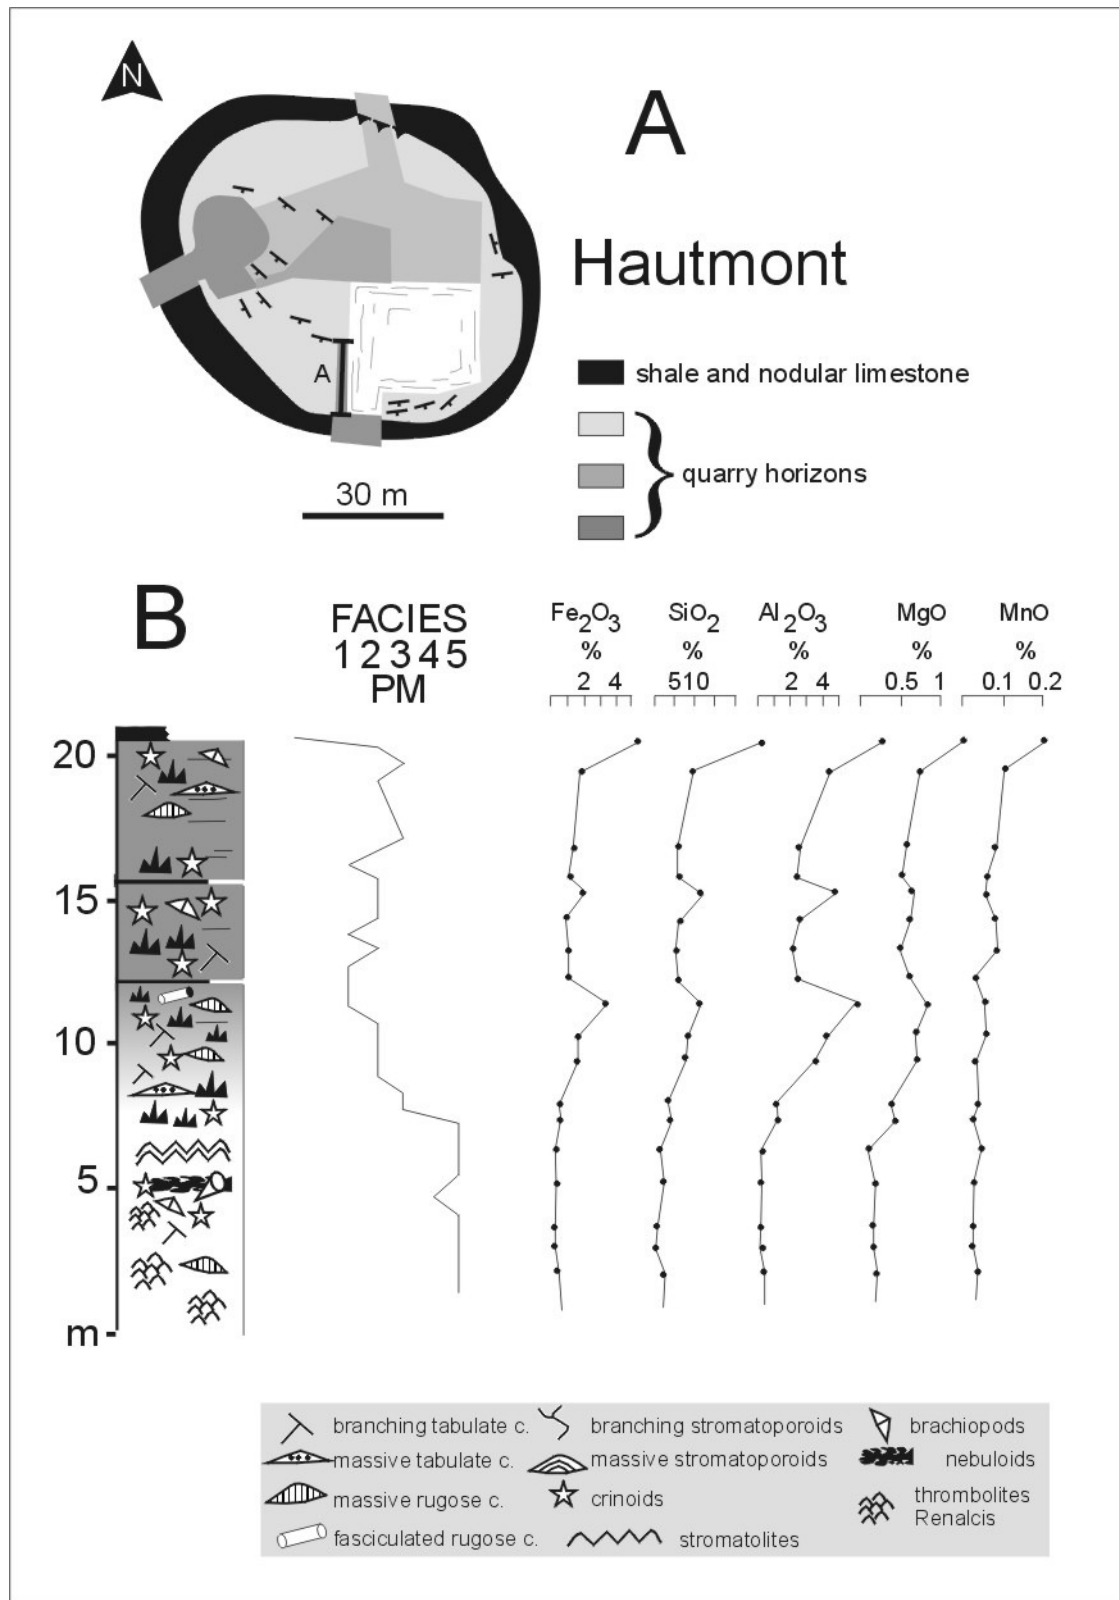 N
A
Hautmont
A
shale and nodular limestone
quarry horizons
30 m
B
FACIES
1 2 3 4 5
PM
Fe2O3
%
2 4
SiO2
%
510
Al2O3
%
2 4
MgO
%
0.5 1
MnO
%
0.1 0.2
20
15
10
5
m
branching tabulate c.
branching stromatoporoids
brachiopods
massive tabulate c.
massive stromatoporoids
nebuloids
massive rugose c.
crinoids
thrombolites
Renalcis
fasciculated rugose c.
stromatolites